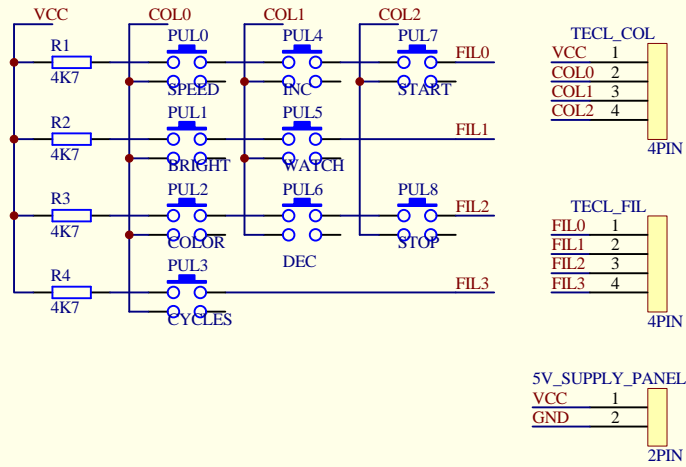 VCC COL0 COL1 COL2
R1 PUL0 PUL4 PUL7 FIL0
4K7 SPEED INC START
R2 PUL1 PUL5 FIL1
4K7 BRIGHT WATCH
R3 PUL2 PUL6 PUL8 FIL2
4K7 COLOR DEC STOP
R4 PUL3 FIL3
4K7 CYCLES
TECL_COL
VCC 1
COL0 2
COL1 3
COL2 4
4PIN
TECL_FIL
FIL0 1
FIL1 2
FIL2 3
FIL3 4
4PIN
5V_SUPPLY_PANEL
VCC 1
GND 2
2PIN